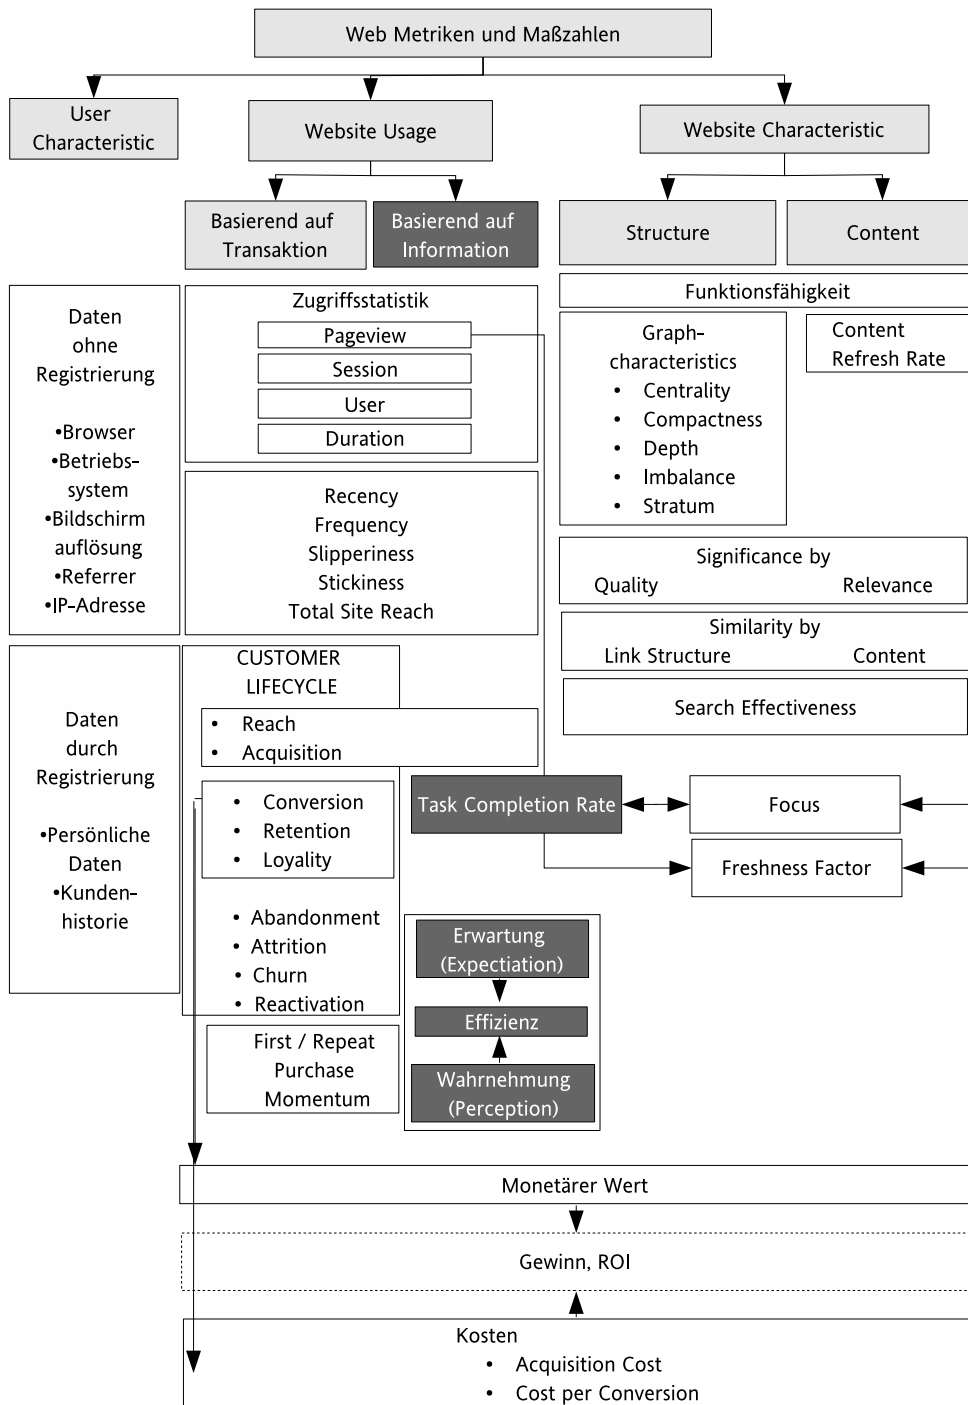 Web Metriken und Maßzahlen
User
Characteristic
Website Usage
Website Characteristic
Basierend auf
Transaktion
Basierend auf
Information
Structure
Content
Daten
ohne
Registrierung
•Browser
•Betriebs-
system
•Bildschirm
auflösung
•Referrer
•IP-Adresse
Zugriffsstatistik
Pageview
Session
User
Duration
Recency
Frequency
Slipperiness
Stickiness
Total Site Reach
Funktionsfähigkeit
Graph-
characteristics
• Centrality
• Compactness
• Depth
• Imbalance
• Stratum
Content
Refresh Rate
Significance by
Quality Relevance
Similarity by
Link Structure Content
Search Effectiveness
Daten
durch
Registrierung
•Persönliche
Daten
•Kunden-
historie
CUSTOMER
LIFECYCLE
• Reach
• Acquisition
• Conversion
• Retention
• Loyality
• Abandonment
• Attrition
• Churn
• Reactivation
First / Repeat
Purchase
Momentum
Task Completion Rate
Focus
Freshness Factor
Erwartung
(Expectiation)
Effizienz
Wahrnehmung
(Perception)
Monetärer Wert
Gewinn, ROI
Kosten
• Acquisition Cost
• Cost per Conversion